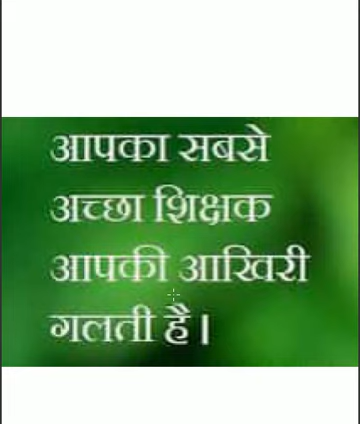 आपका सबसे
अच्छा शिक्षक
आपकी आखिरी
गलती है।